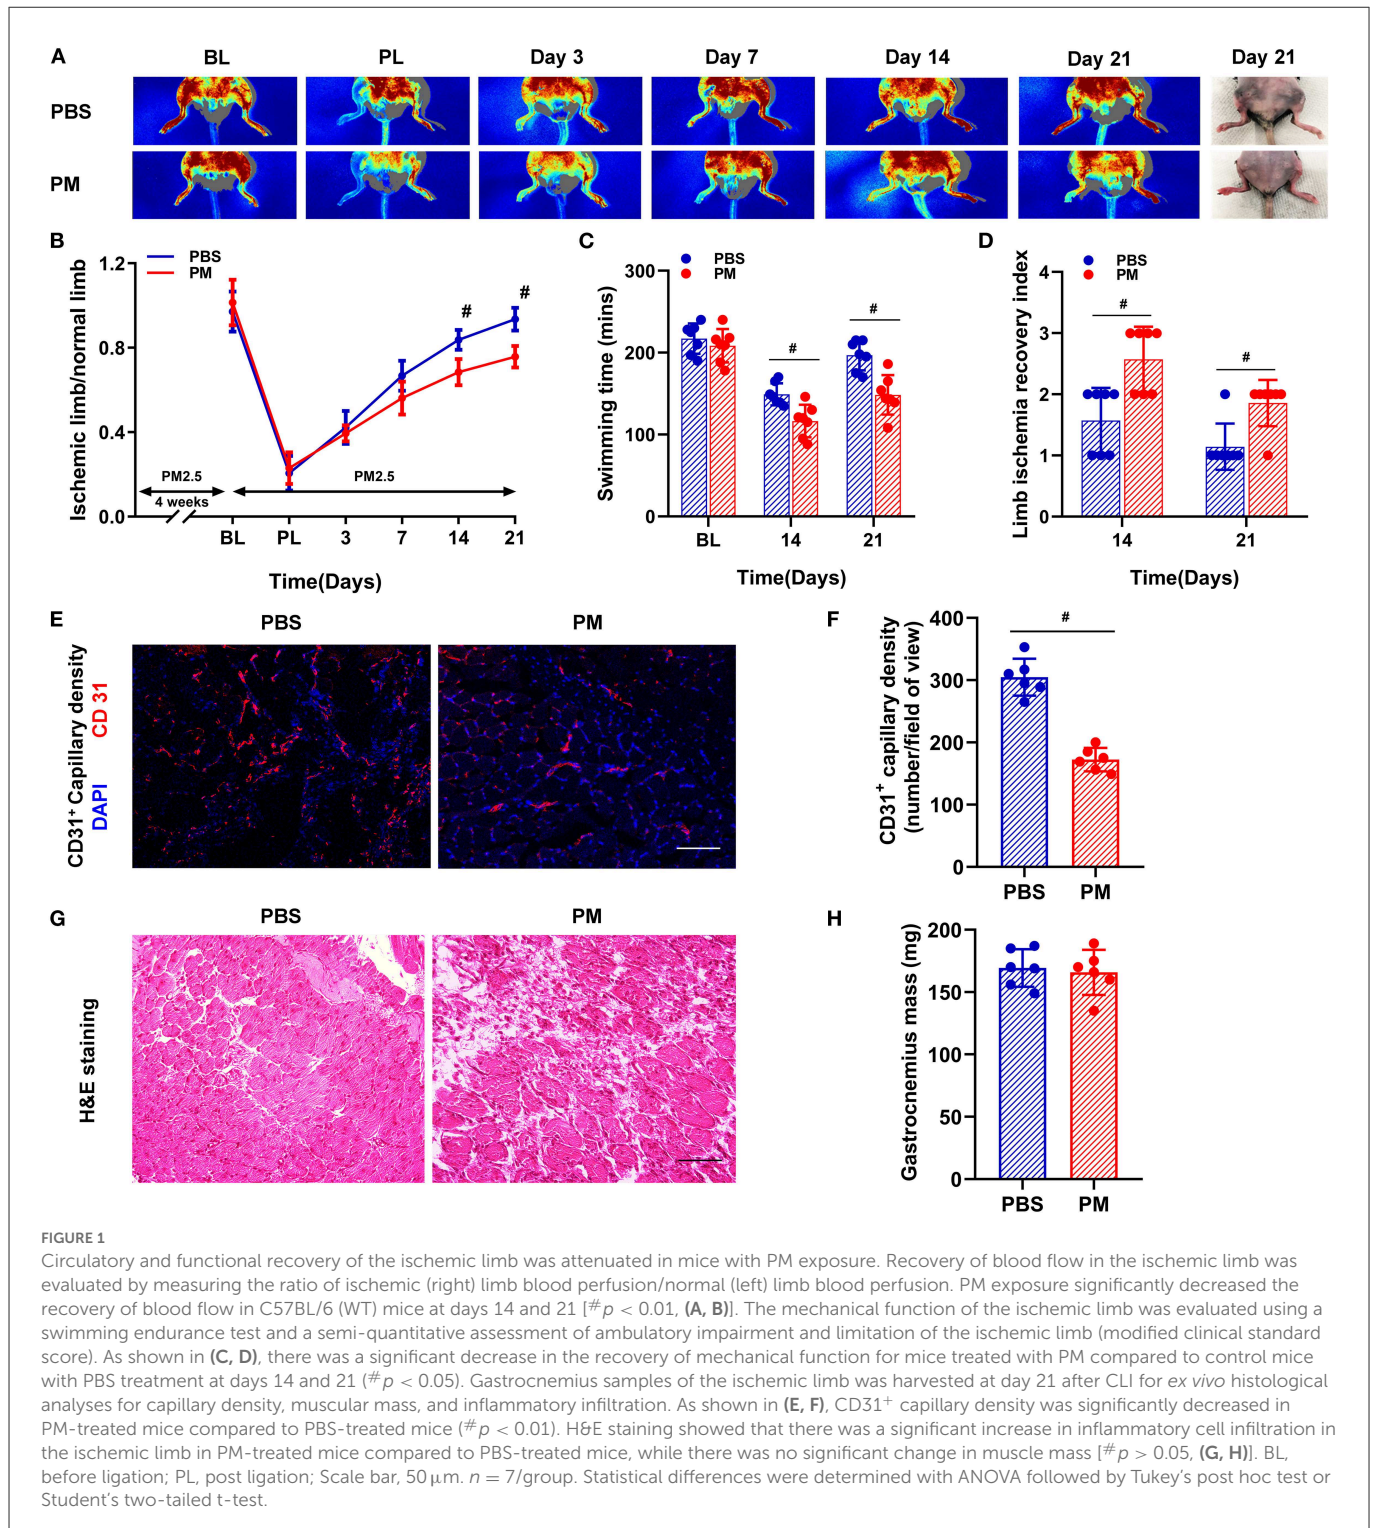 A
BL
PL
Day 3
Day 7
Day 14
Day 21
Day 21
PBS
PM
B
PBS
PM
Ischemic limb/normal limb
1.2
0.8
0.4
0.0
#
#
PM2.5
4 weeks
PM2.5
BL
PL
3
7
14
21
Time(Days)
C
PBS
PM
Swimming time (mins)
300
200
100
0
#
#
BL
14
21
Time(Days)
D
PBS
PM
Limb ischemia recovery index
4
3
2
1
0
#
#
14
21
Time(Days)
E
PBS
PM
CD31⁺ Capillary density
DAPI CD 31
F
CD31⁺ capillary density
(number/field of view)
400
300
200
100
0
#
PBS
PM
G
PBS
PM
H&E staining
H
Gastrocnemius mass (mg)
200
150
100
50
0
PBS
PM
FIGURE 1
Circulatory and functional recovery of the ischemic limb was attenuated in mice with PM exposure. Recovery of blood flow in the ischemic limb was
evaluated by measuring the ratio of ischemic (right) limb blood perfusion/normal (left) limb blood perfusion. PM exposure significantly decreased the
recovery of blood flow in C57BL/6 (WT) mice at days 14 and 21 [#p < 0.01, (A, B)]. The mechanical function of the ischemic limb was evaluated using a
swimming endurance test and a semi-quantitative assessment of ambulatory impairment and limitation of the ischemic limb (modified clinical standard
score). As shown in (C, D), there was a significant decrease in the recovery of mechanical function for mice treated with PM compared to control mice
with PBS treatment at days 14 and 21 (#p < 0.05). Gastrocnemius samples of the ischemic limb was harvested at day 21 after CLI for ex vivo histological
analyses for capillary density, muscular mass, and inflammatory infiltration. As shown in (E, F), CD31⁺ capillary density was significantly decreased in
PM-treated mice compared to PBS-treated mice (#p < 0.01). H&E staining showed that there was a significant increase in inflammatory cell infiltration in
the ischemic limb in PM-treated mice compared to PBS-treated mice, while there was no significant change in muscle mass [#p > 0.05, (G, H)]. BL,
before ligation; PL, post ligation; Scale bar, 50 μm. n = 7/group. Statistical differences were determined with ANOVA followed by Tukey's post hoc test or
Student's two-tailed t-test.